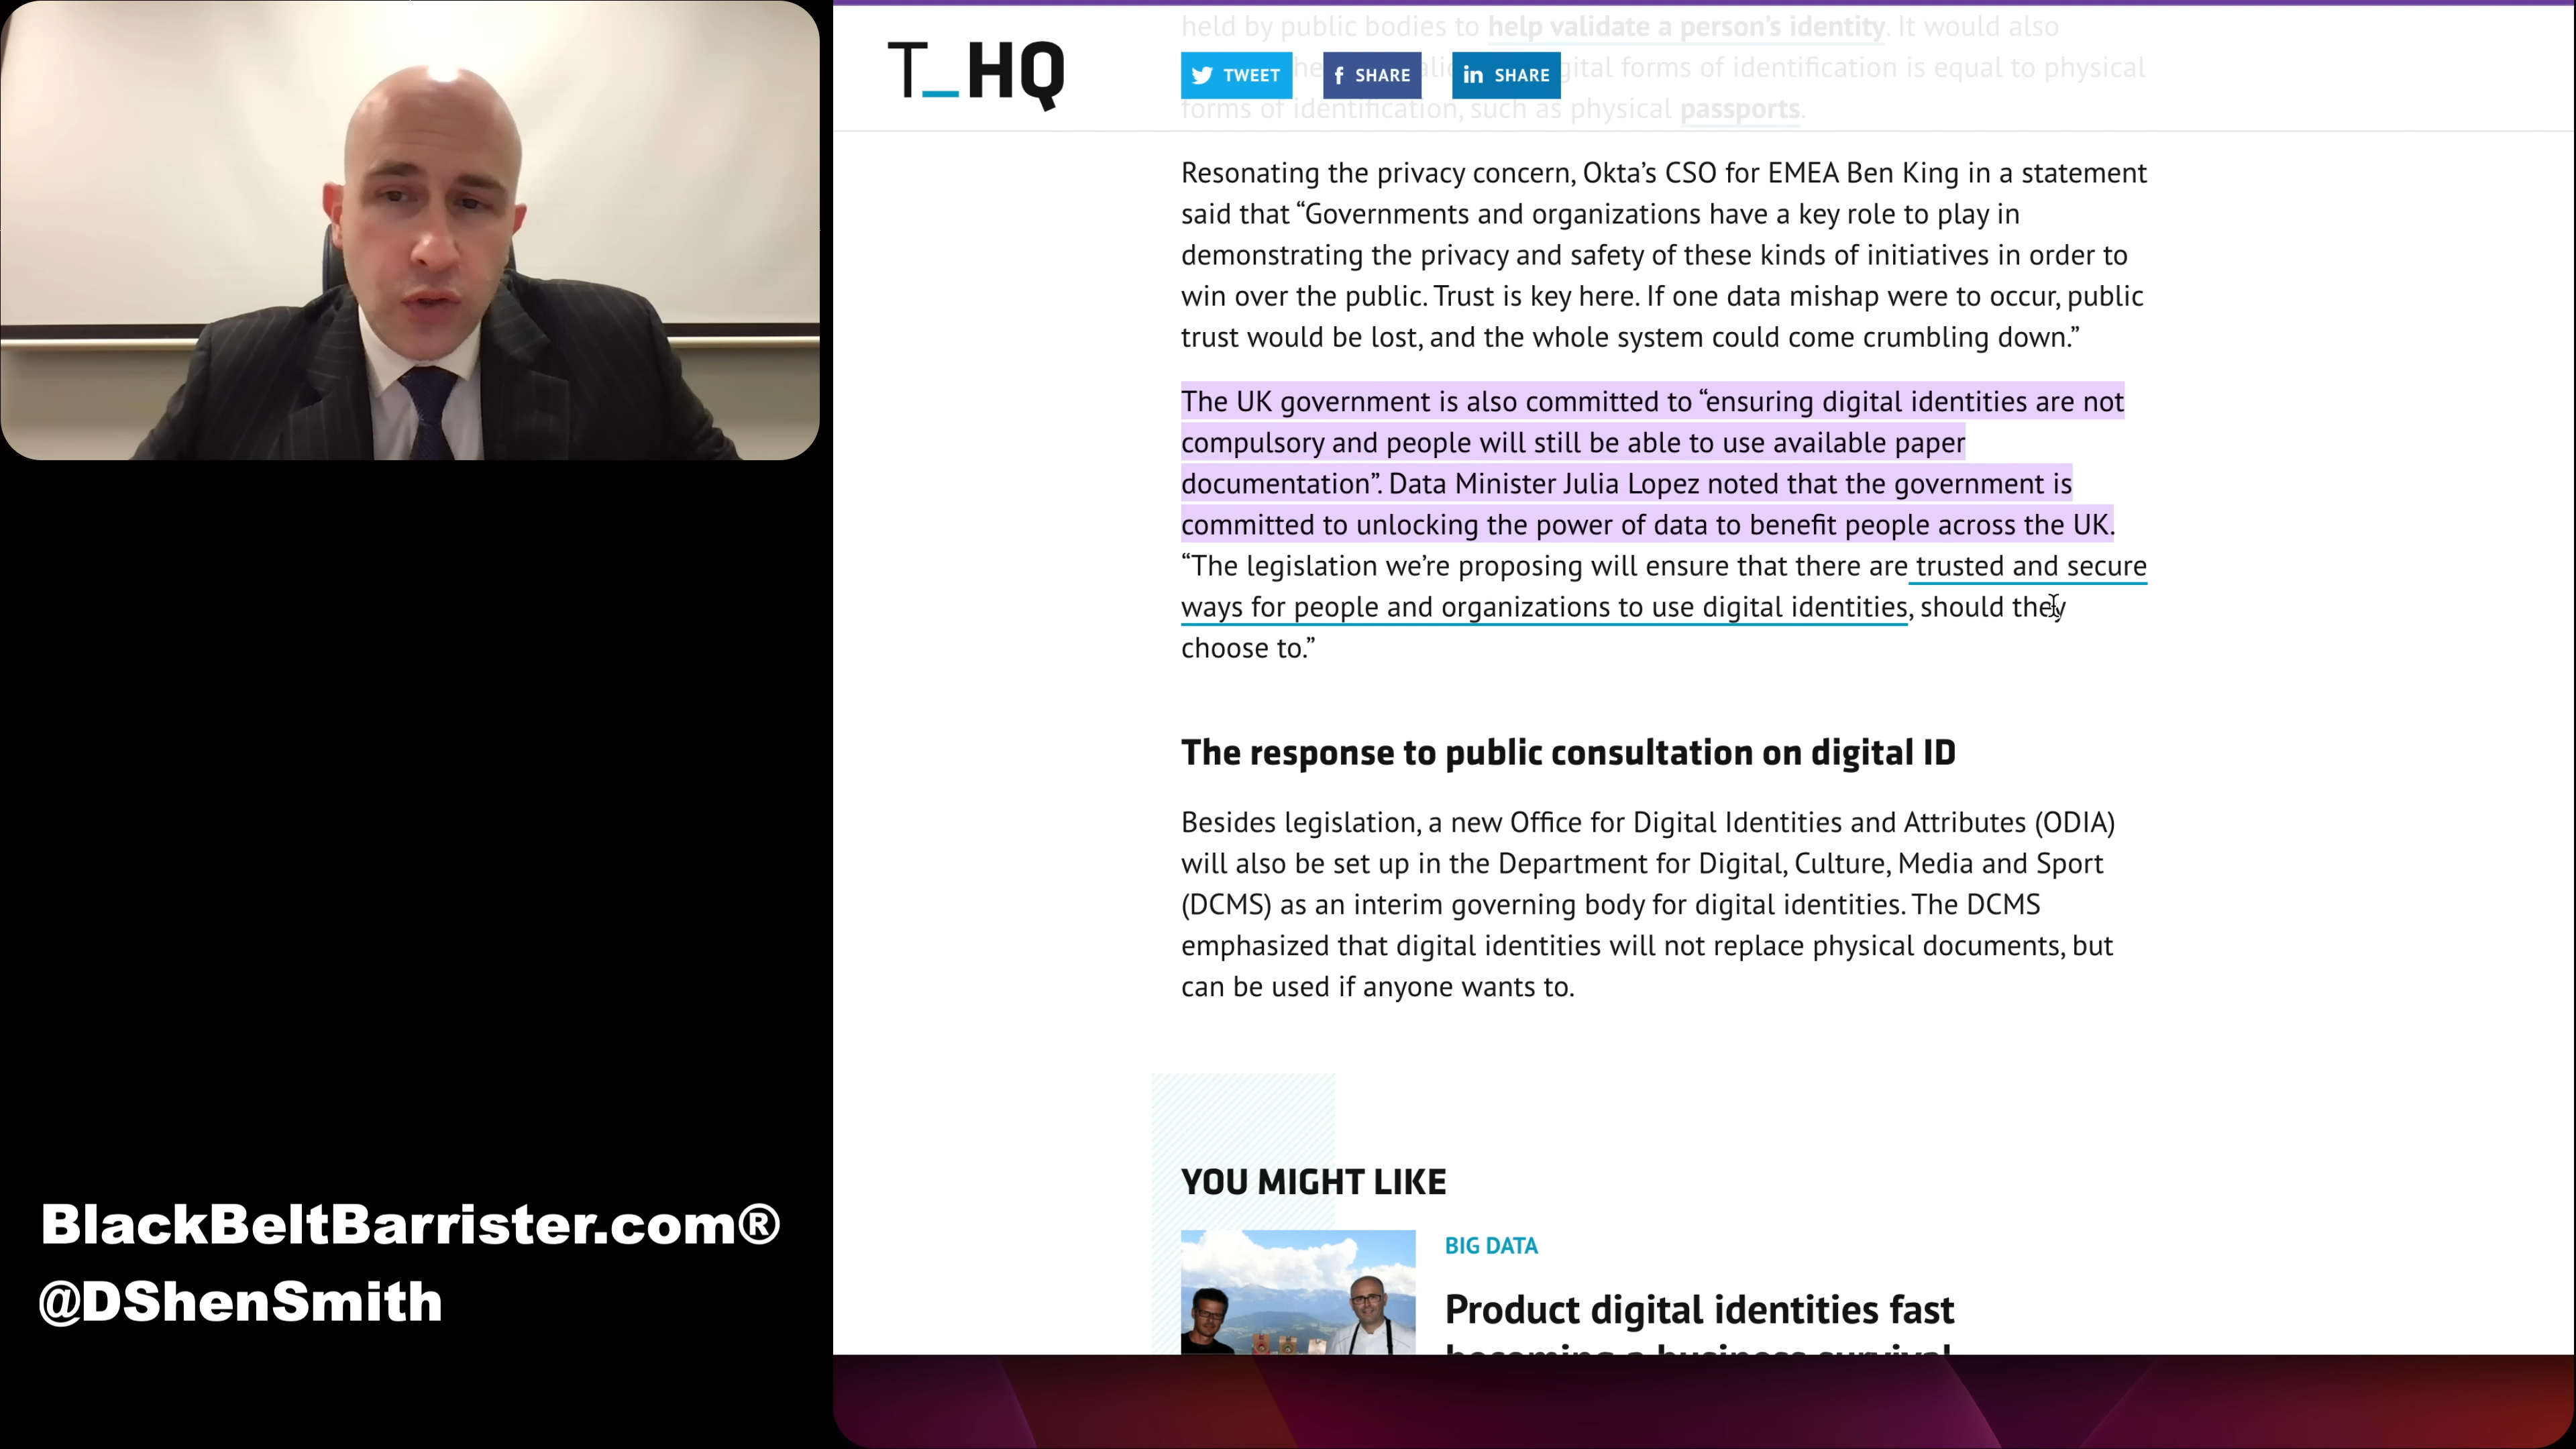 BlackBeltBarrister.com®
@DShenSmith
T_HQ
TWEET
SHARE
SHARE
held by public bodies to help validate a person's identity. It would also
gital forms of identification is equal to physical
forms of identification, such as physical passports.
Resonating the privacy concern, Okta’s CSO for EMEA Ben King in a statement
said that “Governments and organizations have a key role to play in
demonstrating the privacy and safety of these kinds of initiatives in order to
win over the public. Trust is key here. If one data mishap were to occur, public
trust would be lost, and the whole system could come crumbling down.”
The UK government is also committed to “ensuring digital identities are not
compulsory and people will still be able to use available paper
documentation”. Data Minister Julia Lopez noted that the government is
committed to unlocking the power of data to benefit people across the UK.
“The legislation we’re proposing will ensure that there are trusted and secure
ways for people and organizations to use digital identities, should they
choose to.”
The response to public consultation on digital ID
Besides legislation, a new Office for Digital Identities and Attributes (ODIA)
will also be set up in the Department for Digital, Culture, Media and Sport
(DCMS) as an interim governing body for digital identities. The DCMS
emphasized that digital identities will not replace physical documents, but
can be used if anyone wants to.
YOU MIGHT LIKE
BIG DATA
Product digital identities fast
becoming a business survival